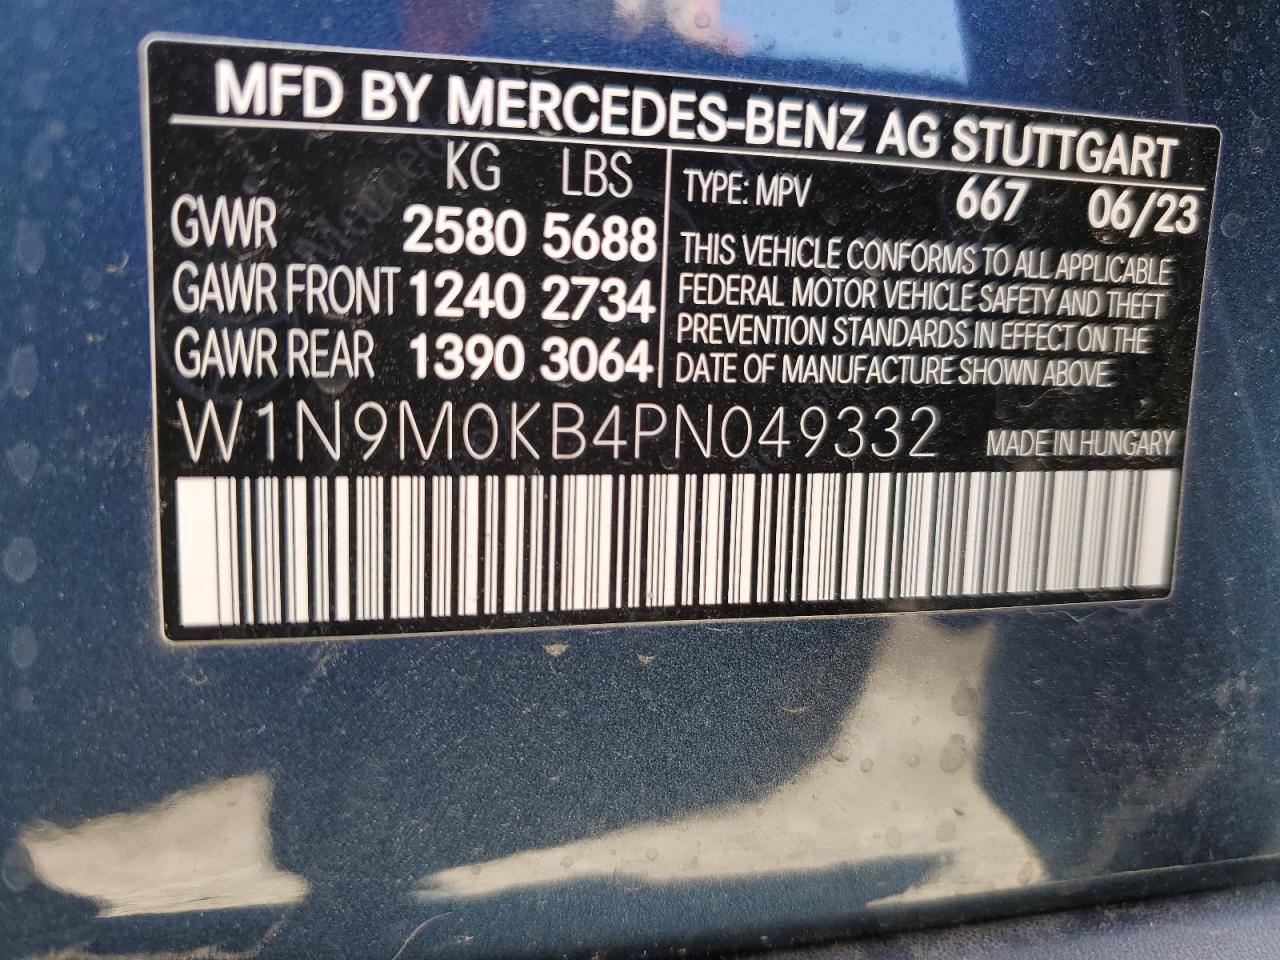 MFD BY MERCEDES-BENZ AG STUTTGART
KG LBS
GVWR 2580 5688
GAWR FRONT 1240 2734
GAWR REAR 1390 3064
TYPE: MPV 667 06/23
THIS VEHICLE CONFORMS TO ALL APPLICABLE
FEDERAL MOTOR VEHICLE SAFETY AND THEFT
PREVENTION STANDARDS IN EFFECT ON THE
DATE OF MANUFACTURE SHOWN ABOVE
W1N9M0KB4PN049332 MADE IN HUNGARY